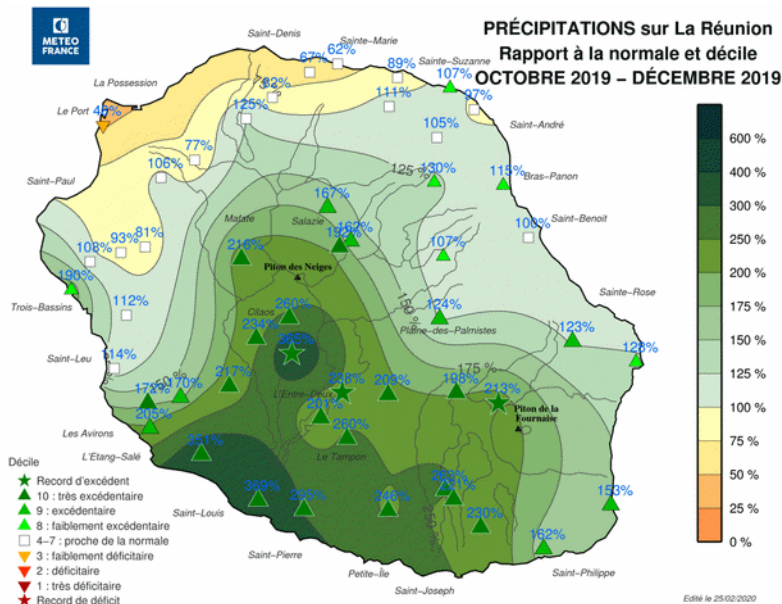 METEO
FRANCE
PRÉCIPITATIONS sur La Réunion
Rapport à la normale et décile
OCTOBRE 2019 – DÉCEMBRE 2019
Saint-Denis
Sainte-Marie
Sainte-Suzanne
La Possession
Le Port
Saint-André
Saint-Paul
Bras-Panon
Saint-Benoit
Mafate
Salazie
Piton des Neiges
Cilaos
Trois-Bassins
Sainte-Rose
Plaine-des-Palmistes
Saint-Leu
L'Entre-Deux
Piton de la
Fournaise
Les Avirons
Le Tampon
L'Etang-Salé
Saint-Louis
Saint-Pierre
Petite-Île
Saint-Joseph
Saint-Philippe
67%
62%
89%
107%
97%
62%
111%
125%
105%
77%
106%
125 %
130%
115%
167%
162%
192%
100%
81%
93%
108%
216%
107%
190%
150 %
260%
124%
112%
234%
123%
128%
114%
175 %
217%
170%
209%
198%
213%
205%
201%
260%
351%
369%
246%
230%
153%
162%
600 %
400 %
300 %
250 %
200 %
175 %
150 %
125 %
100 %
75 %
50 %
25 %
0 %
Décile
Record d'excédent
10 : très excédentaire
9 : excédentaire
8 : faiblement excédentaire
4–7 : proche de la normale
3 : faiblement déficitaire
2 : déficitaire
1 : très déficitaire
Record de déficit
Edité le 25/02/2020